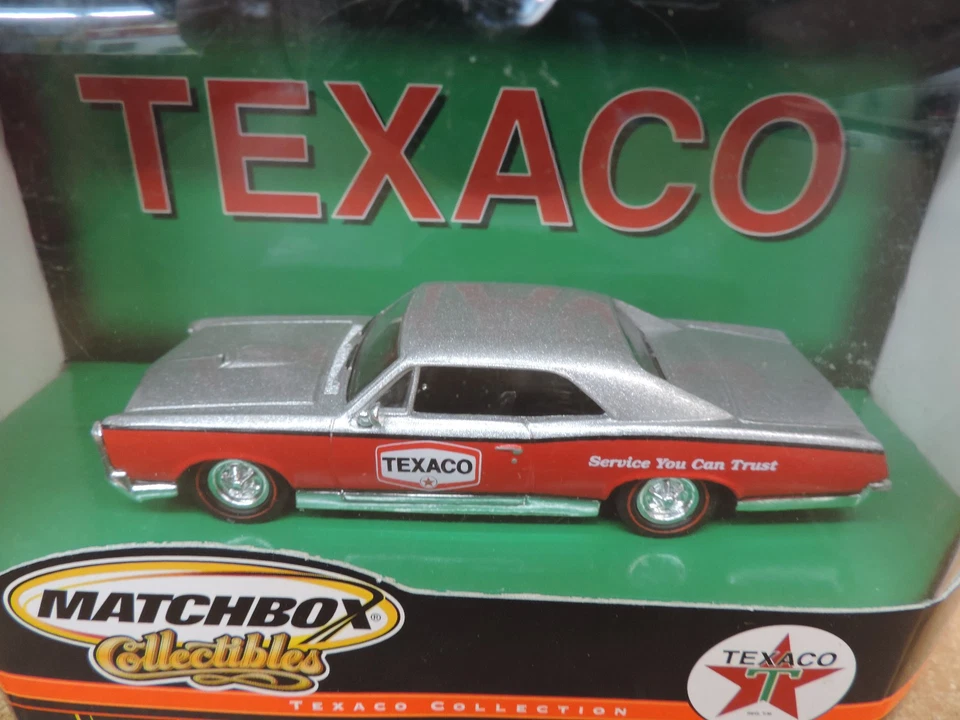 TEXACO
TEXACO
Service You Can Trust
MATCHBOX®
Collectibles
TEXACO
T
TEXACO COLLECTION